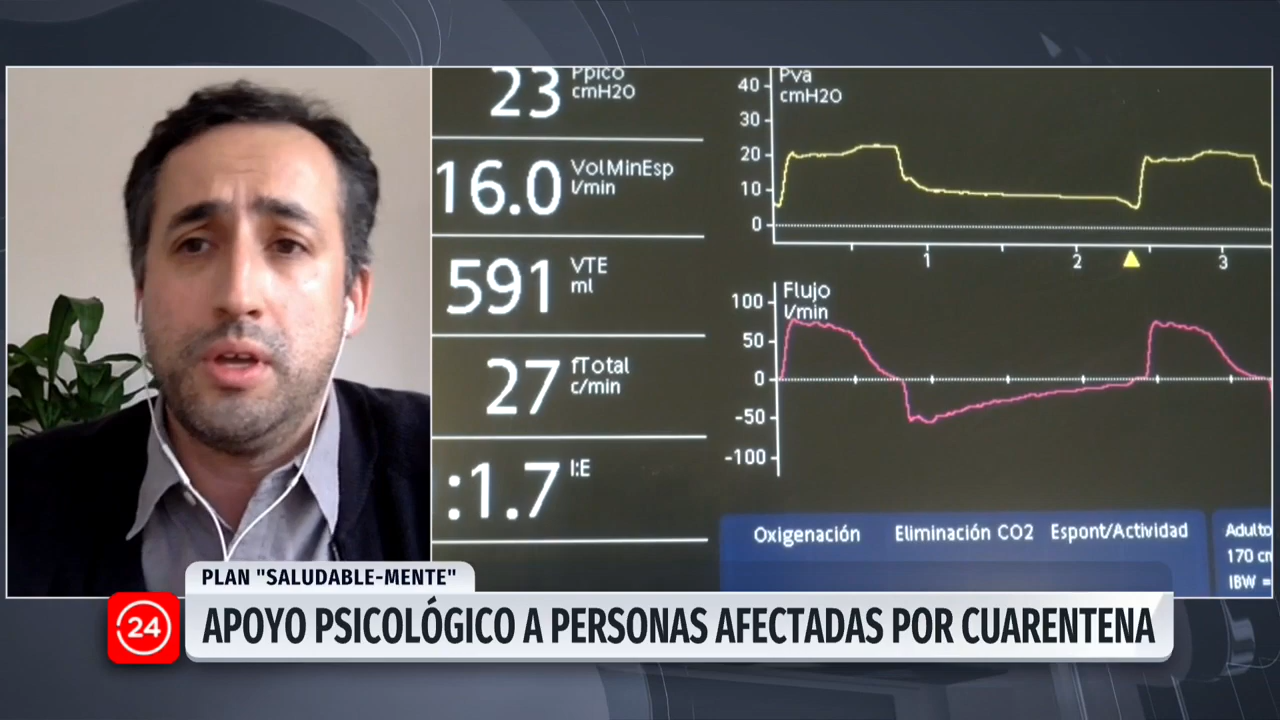 23 Ppico
cmH2O
16.0 VolMinEsp
l/min
591 VTE
ml
27 fTotal
c/min
:1.7 I:E
Pva
cmH2O
40
30
20
10
0
1 2 3
Flujo
l/min
100
50
0
-50
-100
Oxigenación Eliminación CO2 Espont/Actividad
Adulto
170 cm
IBW =
PLAN "SALUDABLE-MENTE"
24
APOYO PSICOLÓGICO A PERSONAS AFECTADAS POR CUARENTENA